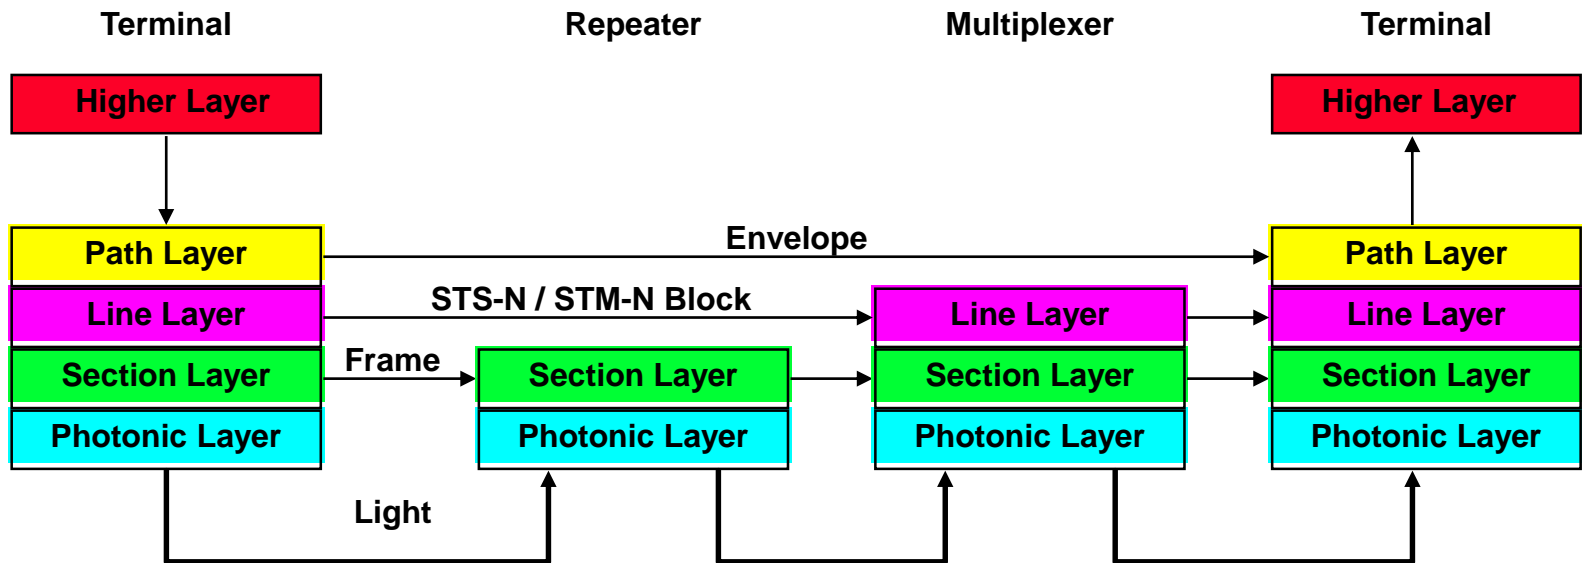 Terminal Repeater Multiplexer Terminal
Higher Layer Higher Layer
Path Layer Envelope Path Layer
Line Layer STS-N / STM-N Block Line Layer Line Layer
Section Layer Frame Section Layer Section Layer Section Layer
Photonic Layer Photonic Layer Photonic Layer Photonic Layer
Light